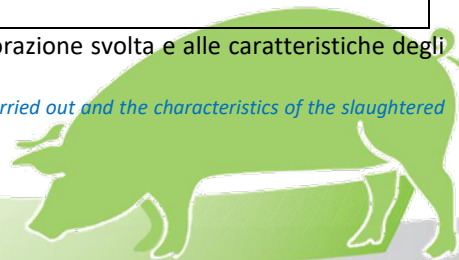 orazione svolta e alle caratteristiche degli
rried out and the characteristics of the slaughtered